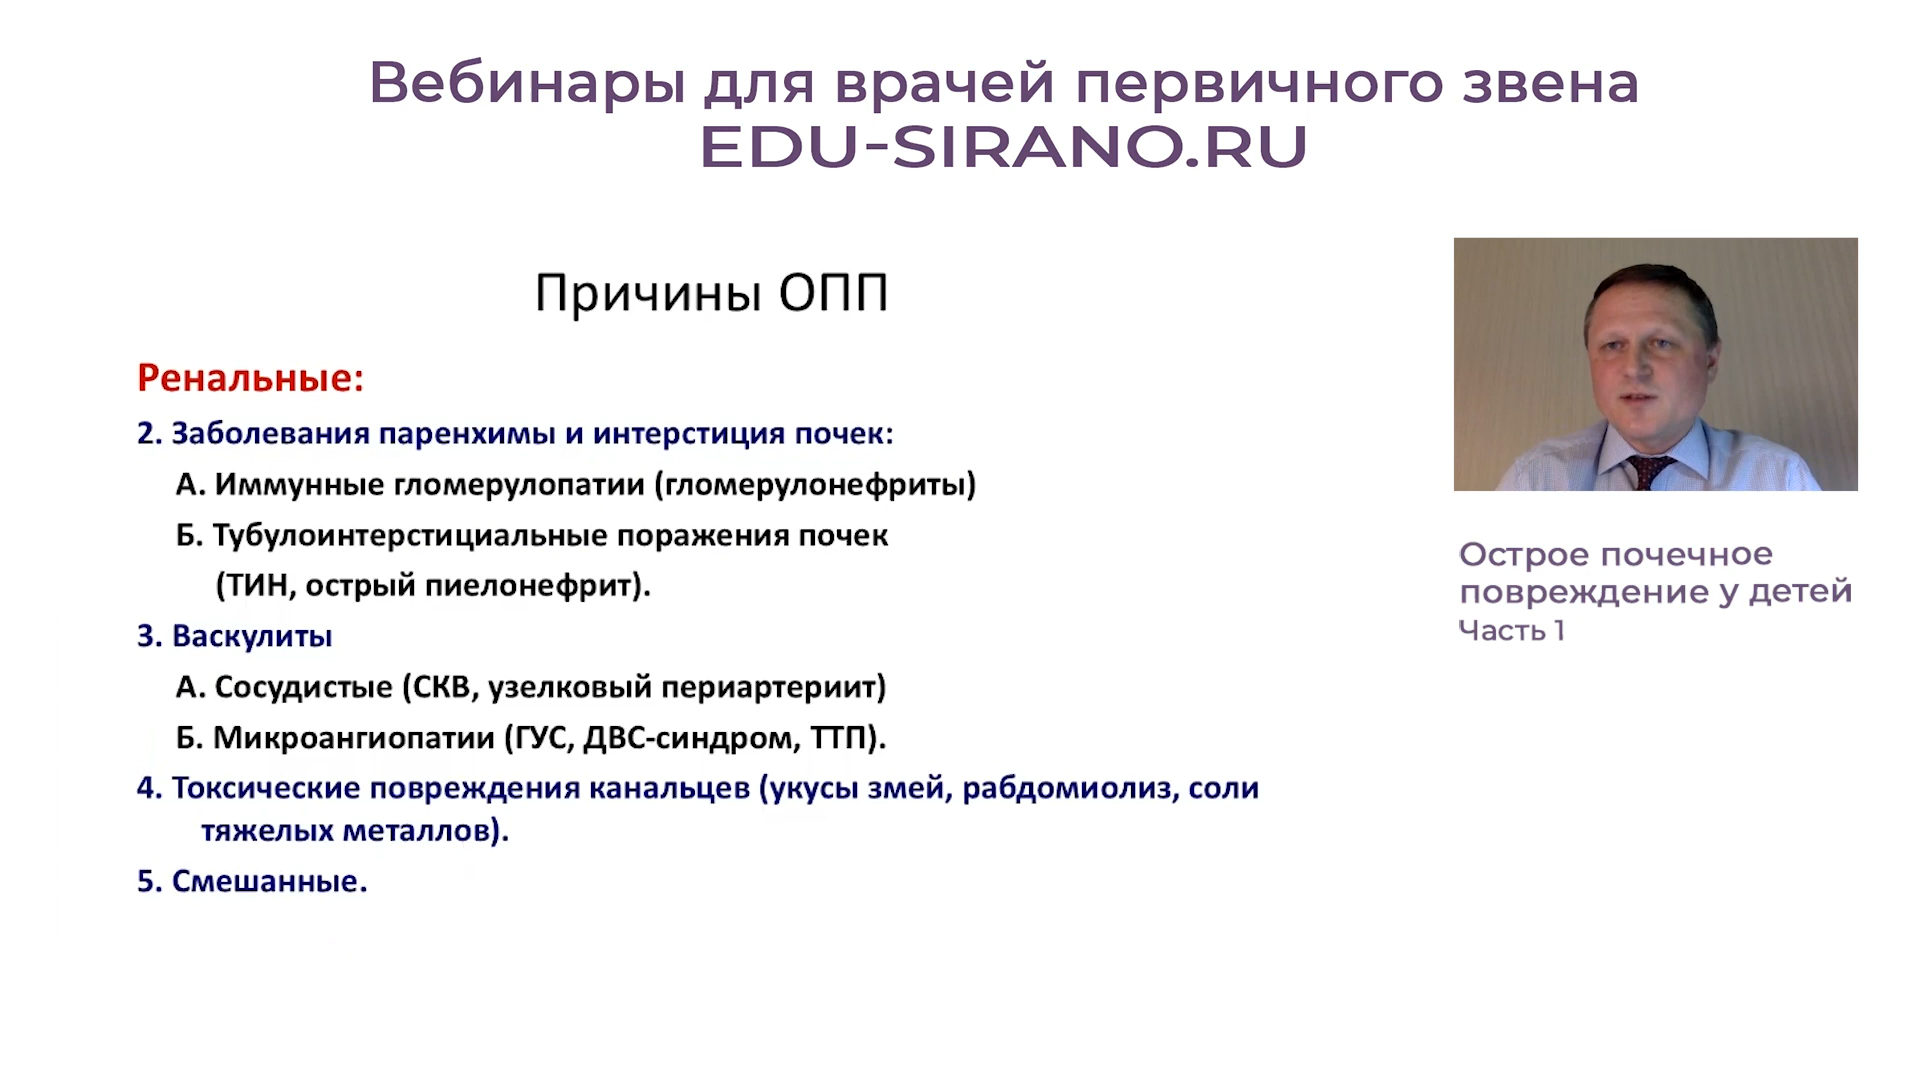 Вебинары для врачей первичного звена
EDU-SIRANO.RU
Причины ОПП
Ренальные:
2. Заболевания паренхимы и интерстиция почек:
А. Иммунные гломерулопатии (гломерулонефриты)
Б. Тубулоинтерстициальные поражения почек
(ТИН, острый пиелонефрит).
3. Васкулиты
А. Сосудистые (СКВ, узелковый периартериит)
Б. Микроангиопатии (ГУС, ДВС-синдром, ТТП).
4. Токсические повреждения канальцев (укусы змей, рабдомиолиз, соли
тяжелых металлов).
5. Смешанные.
Острое почечное
повреждение у детей
Часть 1